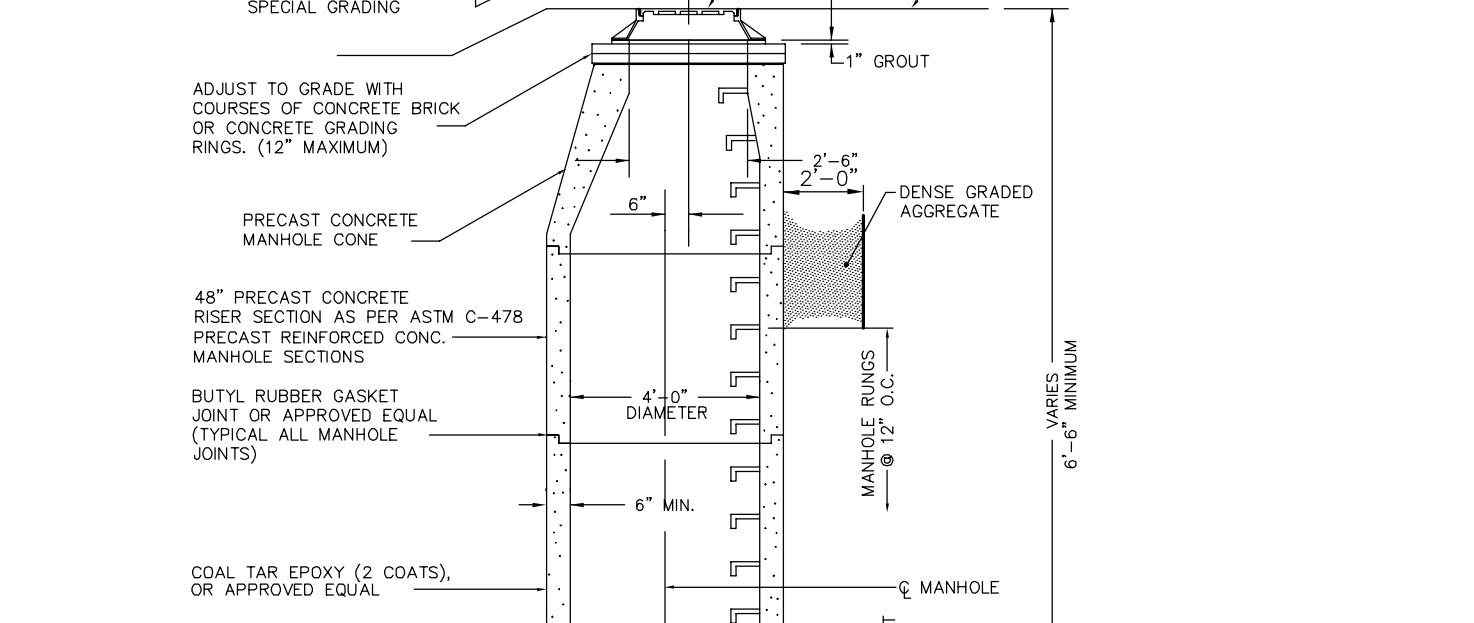 SPECIAL GRADING
ADJUST TO GRADE WITH
COURSES OF CONCRETE BRICK
OR CONCRETE GRADING
RINGS. (12" MAXIMUM)
1" GROUT
2'-6"
2'-0"
6"
DENSE GRADED
AGGREGATE
PRECAST CONCRETE
MANHOLE CONE
48" PRECAST CONCRETE
RISER SECTION AS PER ASTM C-478
PRECAST REINFORCED CONC.
MANHOLE SECTIONS
BUTYL RUBBER GASKET
JOINT OR APPROVED EQUAL
(TYPICAL ALL MANHOLE
JOINTS)
4'-0"
DIAMETER
MANHOLE RUNGS
@ 12" O.C.
VARIES
6'-6" MINIMUM
6" MIN.
COAL TAR EPOXY (2 COATS),
OR APPROVED EQUAL
℄ MANHOLE